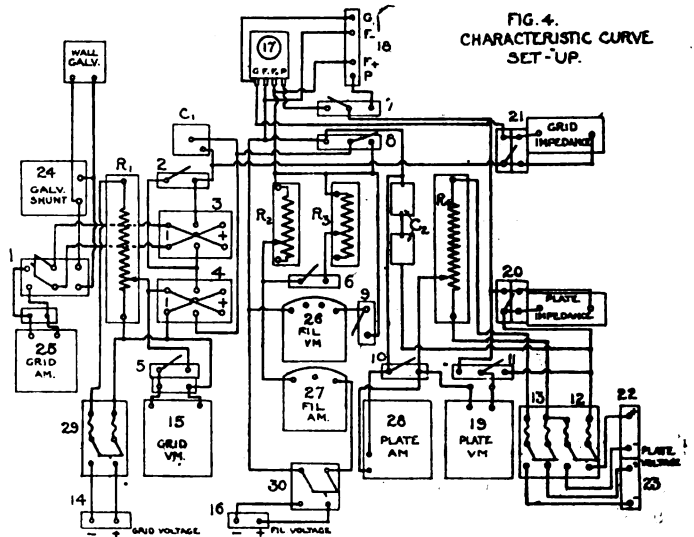 FIG. 4.
CHARACTERISTIC CURVE
SET-UP.
G
F-
18
F+
P
17
G F- F+ P
7
WALL
GALV.
C1
8
21
GRID
IMPEDANCE
24
GALV.
SHUNT
R1
2
3
+
R2
R3
C2
R4
1
4
+
6
20
PLATE
IMPEDANCE
26
FIL
VM
9
25
GRID
AM.
5
10
11
27
FIL
AM.
13
12
22
29
15
GRID
VM.
28
PLATE
AM
19
PLATE
VM
PLATE
VOLTAGE
23
30
14
- +
GRID VOLTAGE
16
- +
FIL VOLTAGE